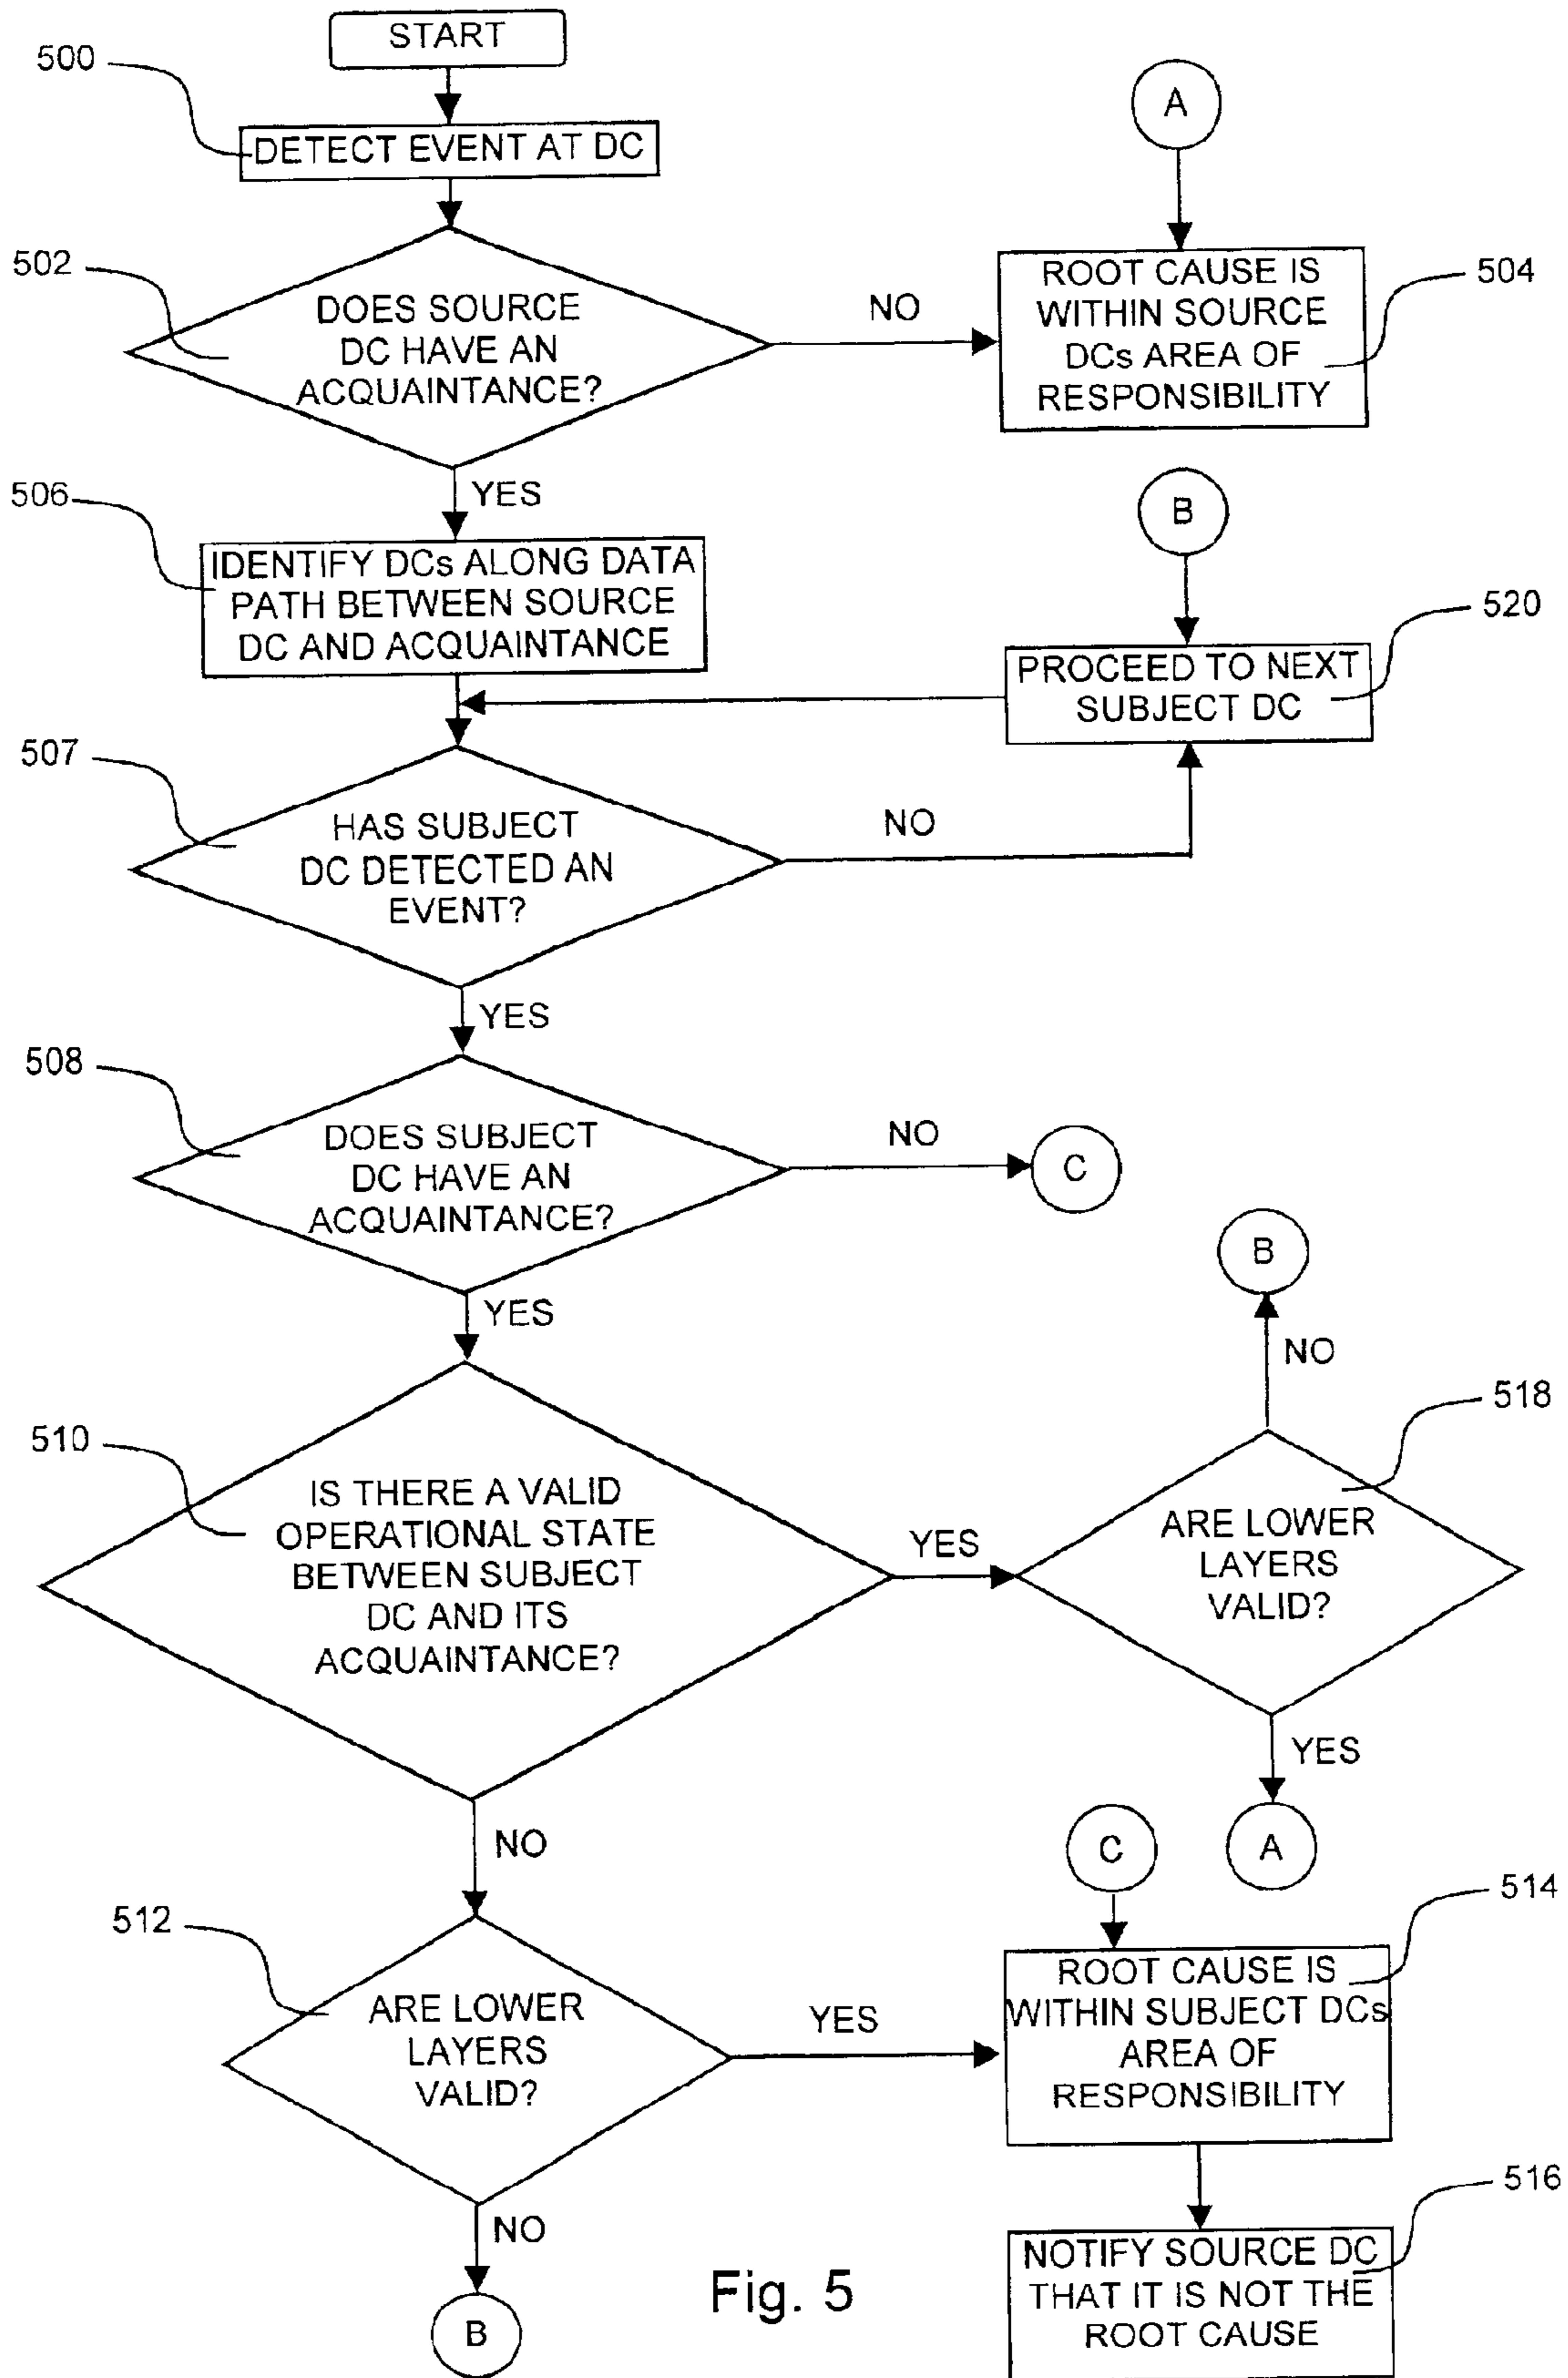 START
500
DETECT EVENT AT DC
A
502
DOES SOURCE
DC HAVE AN
ACQUAINTANCE?
NO
ROOT CAUSE IS
WITHIN SOURCE
DCs AREA OF
RESPONSIBILITY
504
YES
506
IDENTIFY DCs ALONG DATA
PATH BETWEEN SOURCE
DC AND ACQUAINTANCE
B
520
PROCEED TO NEXT
SUBJECT DC
507
HAS SUBJECT
DC DETECTED AN
EVENT?
NO
YES
508
DOES SUBJECT
DC HAVE AN
ACQUAINTANCE?
NO
C
YES
B
NO
510
IS THERE A VALID
OPERATIONAL STATE
BETWEEN SUBJECT
DC AND ITS
ACQUAINTANCE?
YES
518
ARE LOWER
LAYERS
VALID?
YES
A
NO
C
512
ARE LOWER
LAYERS
VALID?
YES
514
ROOT CAUSE IS
WITHIN SUBJECT DCs
AREA OF
RESPONSIBILITY
NO
B
516
NOTIFY SOURCE DC
THAT IT IS NOT THE
ROOT CAUSE
Fig. 5